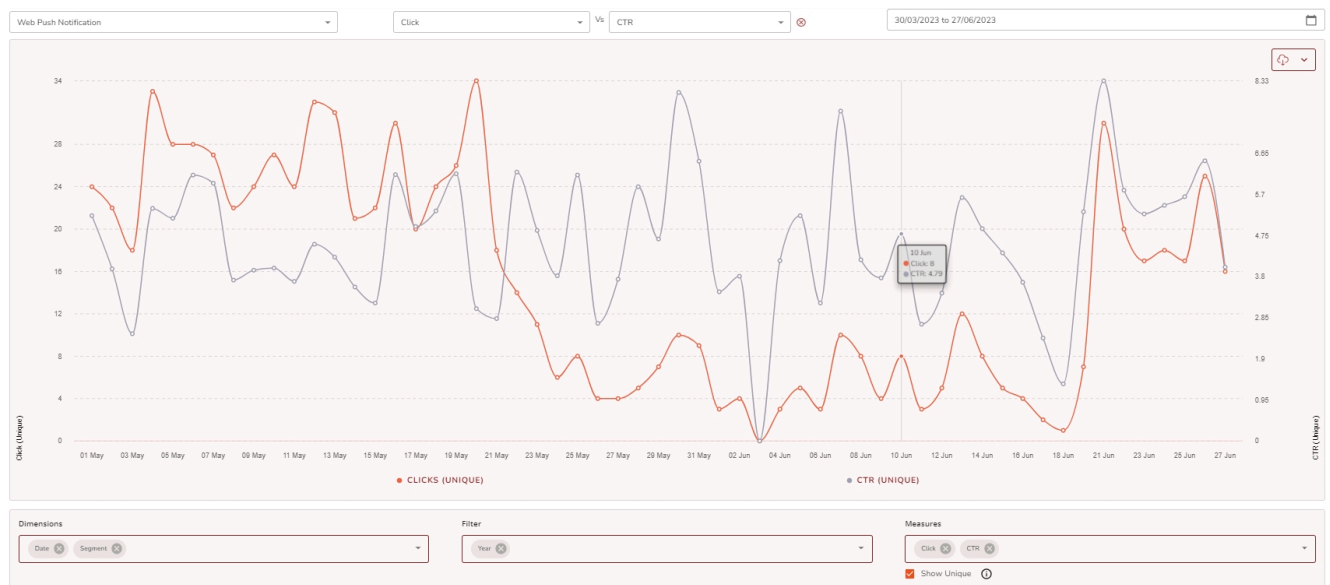 Web Push Notification Click Vs CTR 30/03/2023 to 27/06/2023
34 8.33
28 6.65
24 5.7
20 4.75
16 3.8
12 2.85
8 1.9
4 0.95
0 0
Click (Unique)
CTR (Unique)
10 Jun
Click: 8
CTR: 4.79
01 May 03 May 05 May 07 May 09 May 11 May 13 May 15 May 17 May 19 May 21 May 23 May 25 May 27 May 29 May 31 May 02 Jun 04 Jun 06 Jun 08 Jun 10 Jun 12 Jun 14 Jun 16 Jun 18 Jun 21 Jun 23 Jun 25 Jun 27 Jun
CLICKS (UNIQUE) CTR (UNIQUE)
Dimensions Filter Measures
Date Segment Year Click CTR
Show Unique